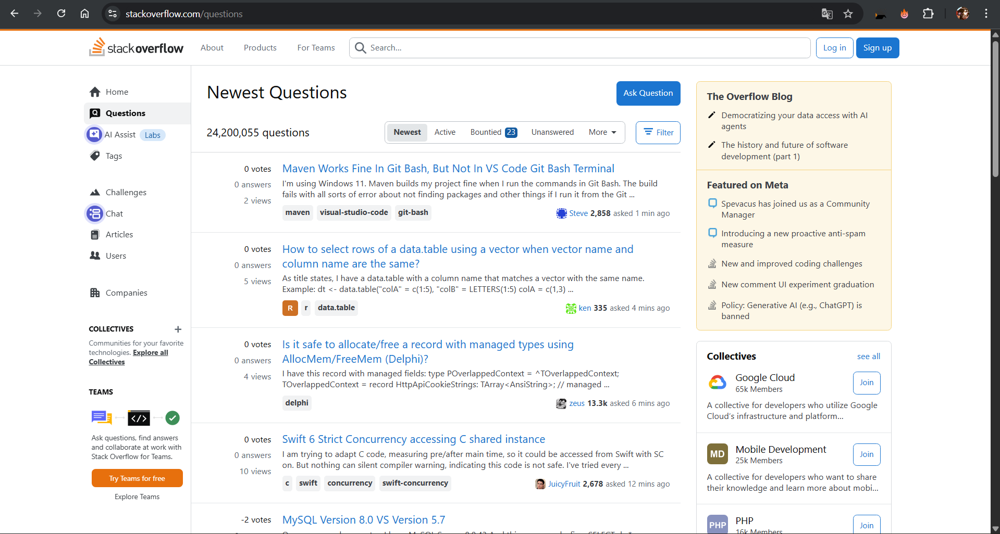 stackoverflow.com/questions
stackoverflow
About
Products
For Teams
Search...
Log in
Sign up
Home
Questions
AI Assist Labs
Tags
Challenges
Chat
Articles
Users
Companies
COLLECTIVES
Communities for your favorite
technologies. Explore all
Collectives
TEAMS
Ask questions, find answers
and collaborate at work with
Stack Overflow for Teams.
Try Teams for free
Explore Teams
Newest Questions
Ask Question
24,200,055 questions
Newest
Active
Bountied 23
Unanswered
More
Filter
0 votes
0 answers
2 views
Maven Works Fine In Git Bash, But Not In VS Code Git Bash Terminal
I'm using Windows 11. Maven builds my project fine when I run the commands in Git Bash. The build
fails with all sorts of error about not finding packages and other things if I run it from the Git ...
maven visual-studio-code git-bash
Steve 2,858 asked 1 min ago
0 votes
0 answers
5 views
How to select rows of a data.table using a vector when vector name and
column name are the same?
As title states, I have a data.table with a column name that matches a vector with the same name.
Example: dt <- data.table("colA" = c(1:5), "colB" = LETTERS(1:5) colA = c(1,3) ...
R r data.table
ken 335 asked 4 mins ago
0 votes
0 answers
4 views
Is it safe to allocate/free a record with managed types using
AllocMem/FreeMem (Delphi)?
I have this record with managed fields: type POverlappedContext = ^TOverlappedContext;
TOverlappedContext = record HttpApiCookieStrings: TArray<AnsiString>; // managed ...
delphi
zeus 13.3k asked 6 mins ago
0 votes
0 answers
10 views
Swift 6 Strict Concurrency accessing C shared instance
I am trying to adapt C code, measuring pre/after main time, so it could be accessed from Swift with SC
on. But nothing can silent compiler warning, indicating this code is not safe. I've tried every ...
c swift concurrency swift-concurrency
JuicyFruit 2,678 asked 12 mins ago
-2 votes
MySQL Version 8.0 VS Version 5.7
The Overflow Blog
Democratizing your data access with AI
agents
The history and future of software
development (part 1)
Featured on Meta
Spevacus has joined us as a Community
Manager
Introducing a new proactive anti-spam
measure
New and improved coding challenges
New comment UI experiment graduation
Policy: Generative AI (e.g., ChatGPT) is
banned
Collectives
see all
Google Cloud
65k Members
Join
A collective for developers who utilize Google
Cloud's infrastructure and platform...
MD
Mobile Development
25k Members
Join
A collective for developers who want to share
their knowledge and learn more about mobi...
PHP
PHP
16k Members
Join